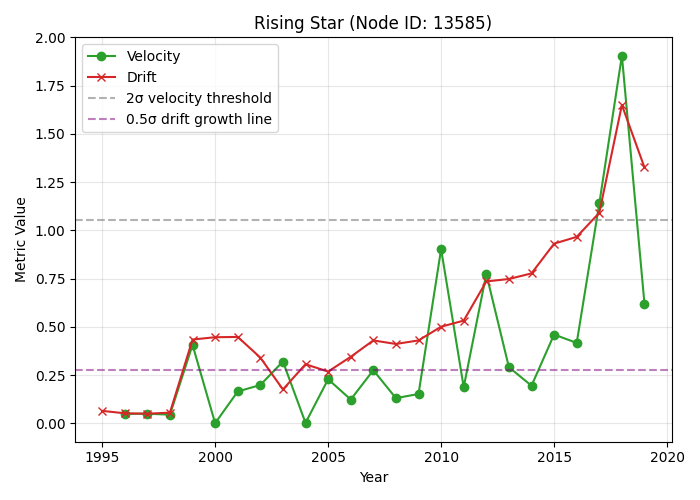 Rising Star (Node ID: 13585)
Velocity
Drift
2σ velocity threshold
0.5σ drift growth line
Metric Value
2.00
1.75
1.50
1.25
1.00
0.75
0.50
0.25
0.00
1995 2000 2005 2010 2015 2020
Year